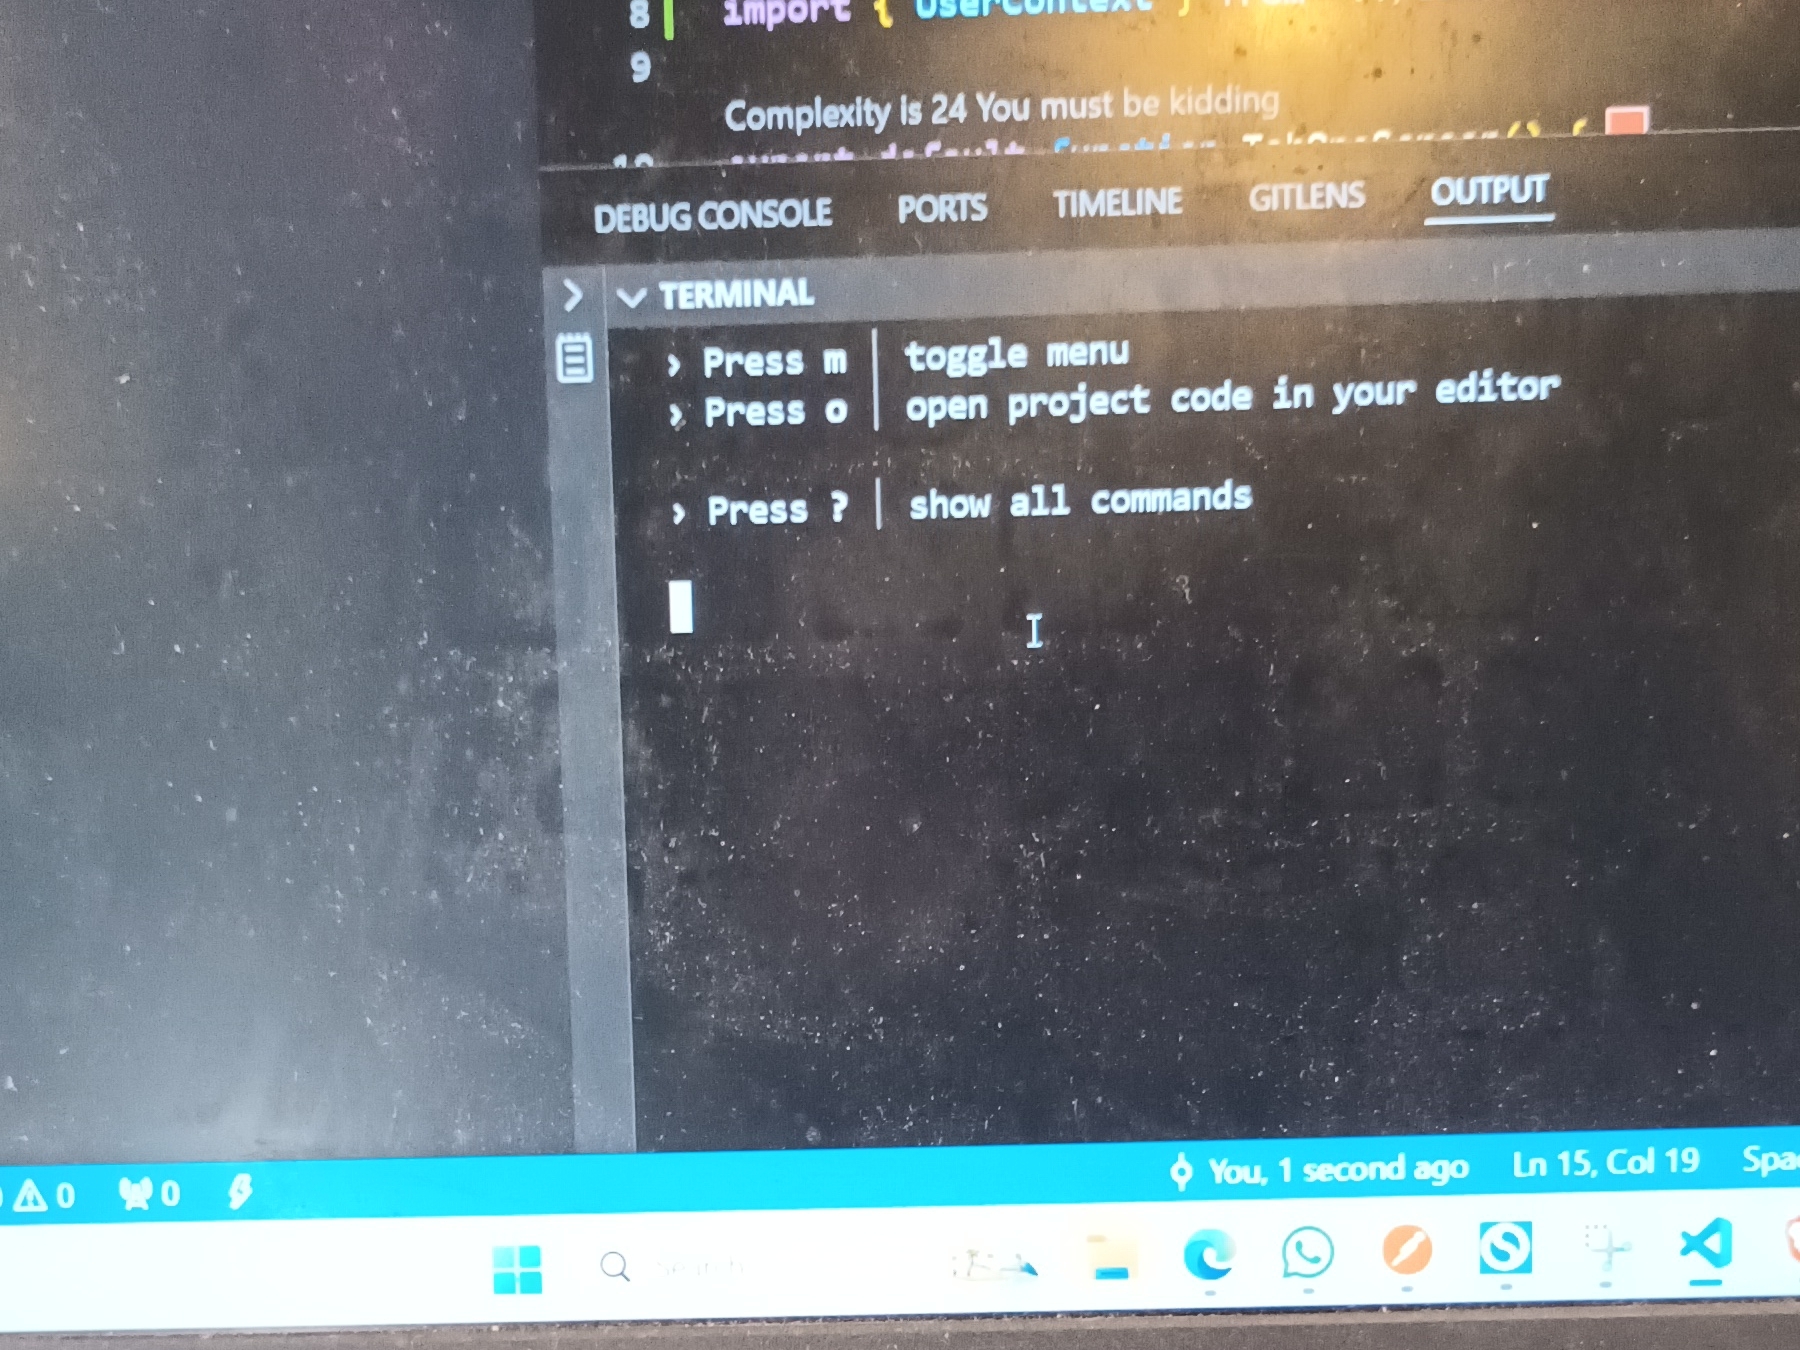 8 import { UserContext }
9
Complexity is 24 You must be kidding
10
DEBUG CONSOLE PORTS TIMELINE GITLENS OUTPUT
TERMINAL
› Press m │ toggle menu
› Press o │ open project code in your editor
› Press ? │ show all commands
0 0 You, 1 second ago Ln 15, Col 19
Search